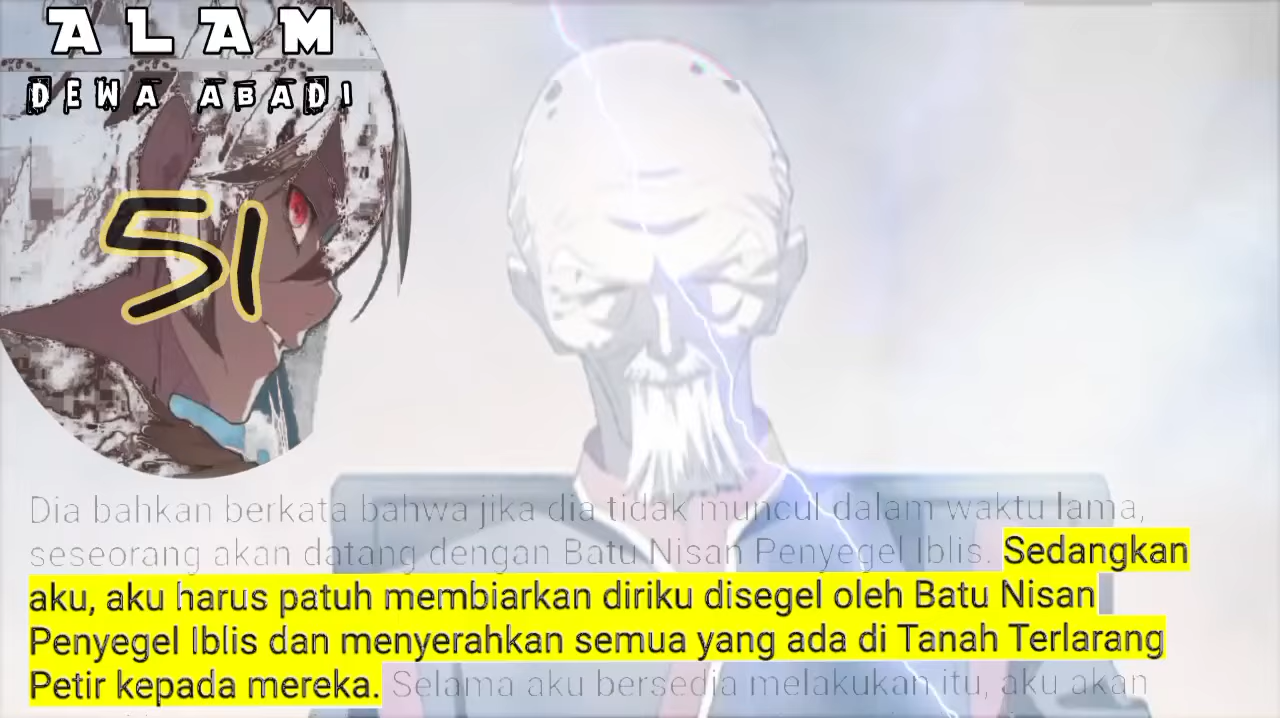 ALAM
DEWA ABADI
51
Dia bahkan berkata bahwa jika dia tidak muncul dalam waktu lama,
seseorang akan datang dengan Batu Nisan Penyegel Iblis. Sedangkan
aku, aku harus patuh membiarkan diriku disegel oleh Batu Nisan
Penyegel Iblis dan menyerahkan semua yang ada di Tanah Terlarang
Petir kepada mereka. Selama aku bersedia melakukan itu, aku akan